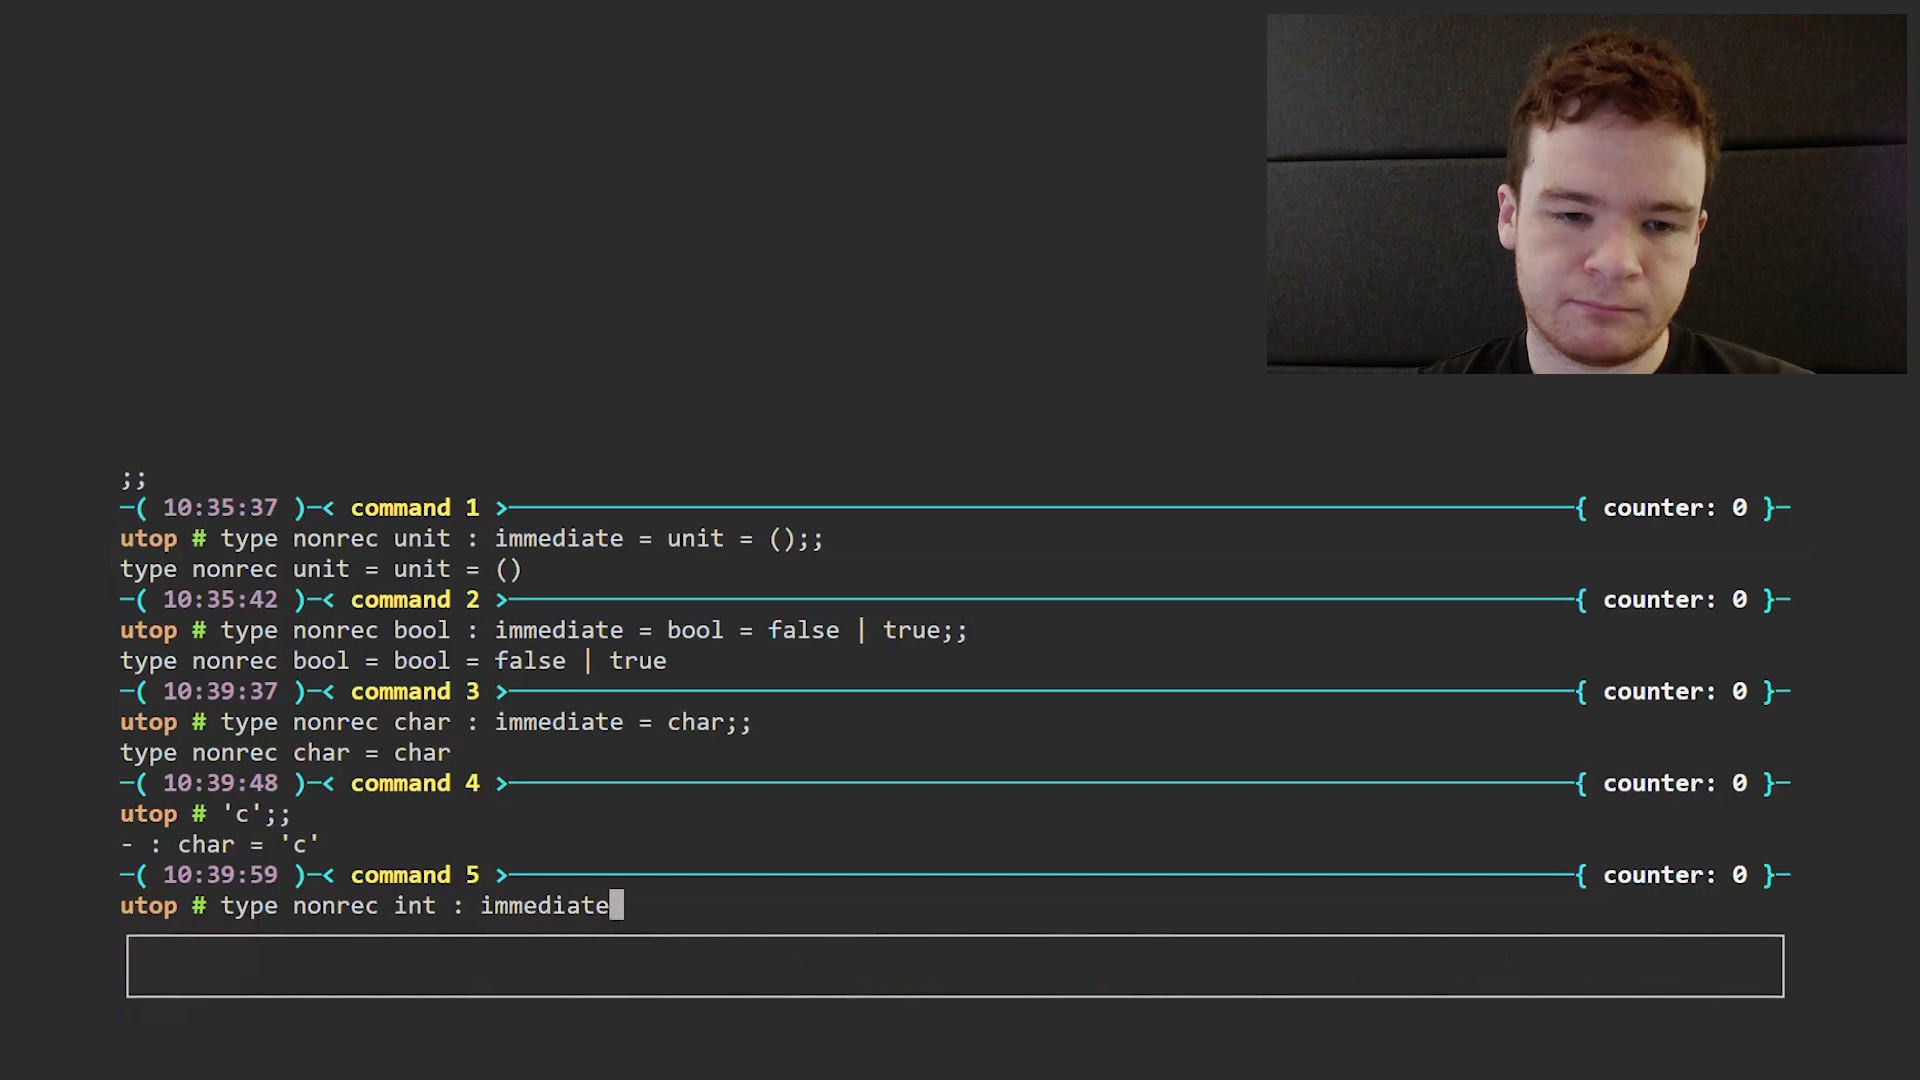 ;;
─( 10:35:37 )─< command 1 >──────────{ counter: 0 }─
utop # type nonrec unit : immediate = unit = ();;
type nonrec unit = unit = ()
─( 10:35:42 )─< command 2 >──────────{ counter: 0 }─
utop # type nonrec bool : immediate = bool = false | true;;
type nonrec bool = bool = false | true
─( 10:39:37 )─< command 3 >──────────{ counter: 0 }─
utop # type nonrec char : immediate = char;;
type nonrec char = char
─( 10:39:48 )─< command 4 >──────────{ counter: 0 }─
utop # 'c';;
- : char = 'c'
─( 10:39:59 )─< command 5 >──────────{ counter: 0 }─
utop # type nonrec int : immediate